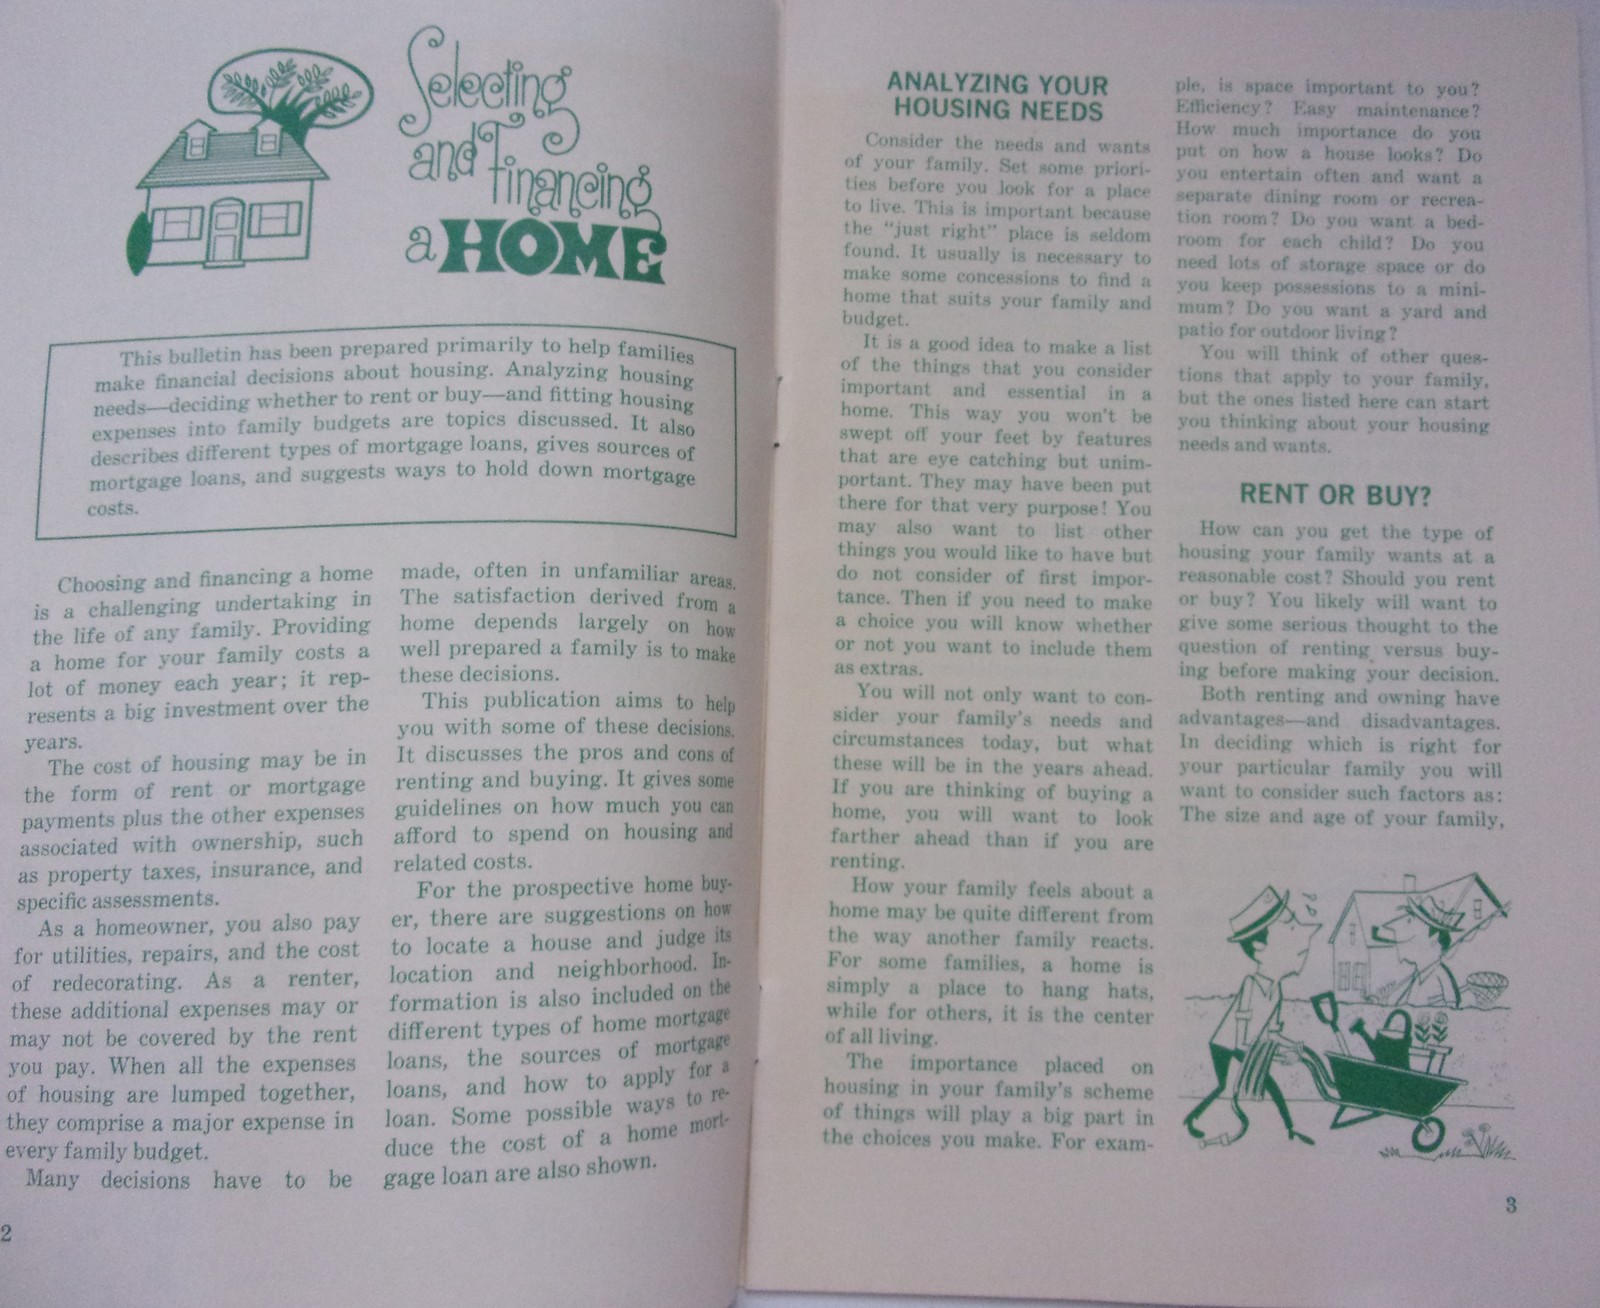 Selecting
and Financing
a HOME
This bulletin has been prepared primarily to help families
make financial decisions about housing. Analyzing housing
needs—deciding whether to rent or buy—and fitting housing
expenses into family budgets are topics discussed. It also
describes different types of mortgage loans, gives sources of
mortgage loans, and suggests ways to hold down mortgage
costs.
Choosing and financing a home
is a challenging undertaking in
the life of any family. Providing
a home for your family costs a
lot of money each year; it rep-
resents a big investment over the
years.
The cost of housing may be in
the form of rent or mortgage
payments plus the other expenses
associated with ownership, such
as property taxes, insurance, and
specific assessments.
As a homeowner, you also pay
for utilities, repairs, and the cost
of redecorating. As a renter,
these additional expenses may or
may not be covered by the rent
you pay. When all the expenses
of housing are lumped together,
they comprise a major expense in
every family budget.
Many decisions have to be
made, often in unfamiliar areas.
The satisfaction derived from a
home depends largely on how
well prepared a family is to make
these decisions.
This publication aims to help
you with some of these decisions.
It discusses the pros and cons of
renting and buying. It gives some
guidelines on how much you can
afford to spend on housing and
related costs.
For the prospective home buy-
er, there are suggestions on how
to locate a house and judge its
location and neighborhood. In-
formation is also included on the
different types of home mortgage
loans, the sources of mortgage
loans, and how to apply for a
loan. Some possible ways to re-
duce the cost of a home mort-
gage loan are also shown.
2
ANALYZING YOUR
HOUSING NEEDS
Consider the needs and wants
of your family. Set some priori-
ties before you look for a place
to live. This is important because
the "just right" place is seldom
found. It usually is necessary to
make some concessions to find a
home that suits your family and
budget.
It is a good idea to make a list
of the things that you consider
important and essential in a
home. This way you won't be
swept off your feet by features
that are eye catching but unim-
portant. They may have been put
there for that very purpose! You
may also want to list other
things you would like to have but
do not consider of first impor-
tance. Then if you need to make
a choice you will know whether
or not you want to include them
as extras.
You will not only want to con-
sider your family's needs and
circumstances today, but what
these will be in the years ahead.
If you are thinking of buying a
home, you will want to look
farther ahead than if you are
renting.
How your family feels about a
home may be quite different from
the way another family reacts.
For some families, a home is
simply a place to hang hats,
while for others, it is the center
of all living.
The importance placed on
housing in your family's scheme
of things will play a big part in
the choices you make. For exam-
ple, is space important to you?
Efficiency? Easy maintenance?
How much importance do you
put on how a house looks? Do
you entertain often and want a
separate dining room or recrea-
tion room? Do you want a bed-
room for each child? Do you
need lots of storage space or do
you keep possessions to a mini-
mum? Do you want a yard and
patio for outdoor living?
You will think of other ques-
tions that apply to your family,
but the ones listed here can start
you thinking about your housing
needs and wants.
RENT OR BUY?
How can you get the type of
housing your family wants at a
reasonable cost? Should you rent
or buy? You likely will want to
give some serious thought to the
question of renting versus buy-
ing before making your decision.
Both renting and owning have
advantages—and disadvantages.
In deciding which is right for
your particular family you will
want to consider such factors as:
The size and age of your family,
3